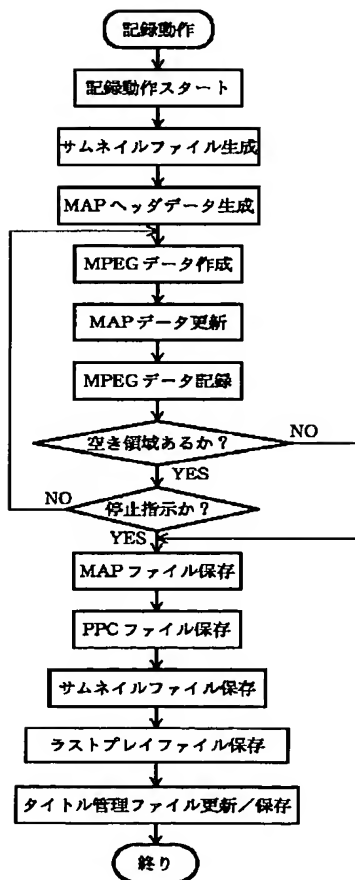 記録動作
記録動作スタート
サムネイルファイル生成
MAPヘッダデータ生成
MPEGデータ作成
MAPデータ更新
MPEGデータ記録
空き領域あるか?
NO
YES
停止指示か?
NO
YES
MAPファイル保存
PPCファイル保存
サムネイルファイル保存
ラストプレイファイル保存
タイトル管理ファイル更新/保存
終り